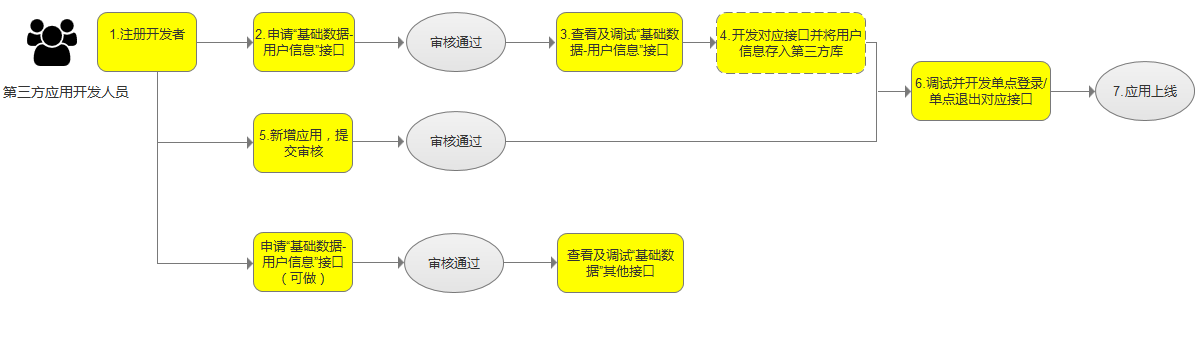 第三方应用开发人员
1.注册开发者
2. 申请“基础数据-
用户信息”接口
审核通过
3.查看及调试“基础数
据-用户信息”接口
4.开发对应接口并将用户
信息存入第三方库
5.新增应用，提
交审核
审核通过
6.调试并开发单点登录/
单点退出对应接口
7.应用上线
申请“基础数据-
用户信息”接口
（可做）
审核通过
查看及调试“基础数
据”其他接口